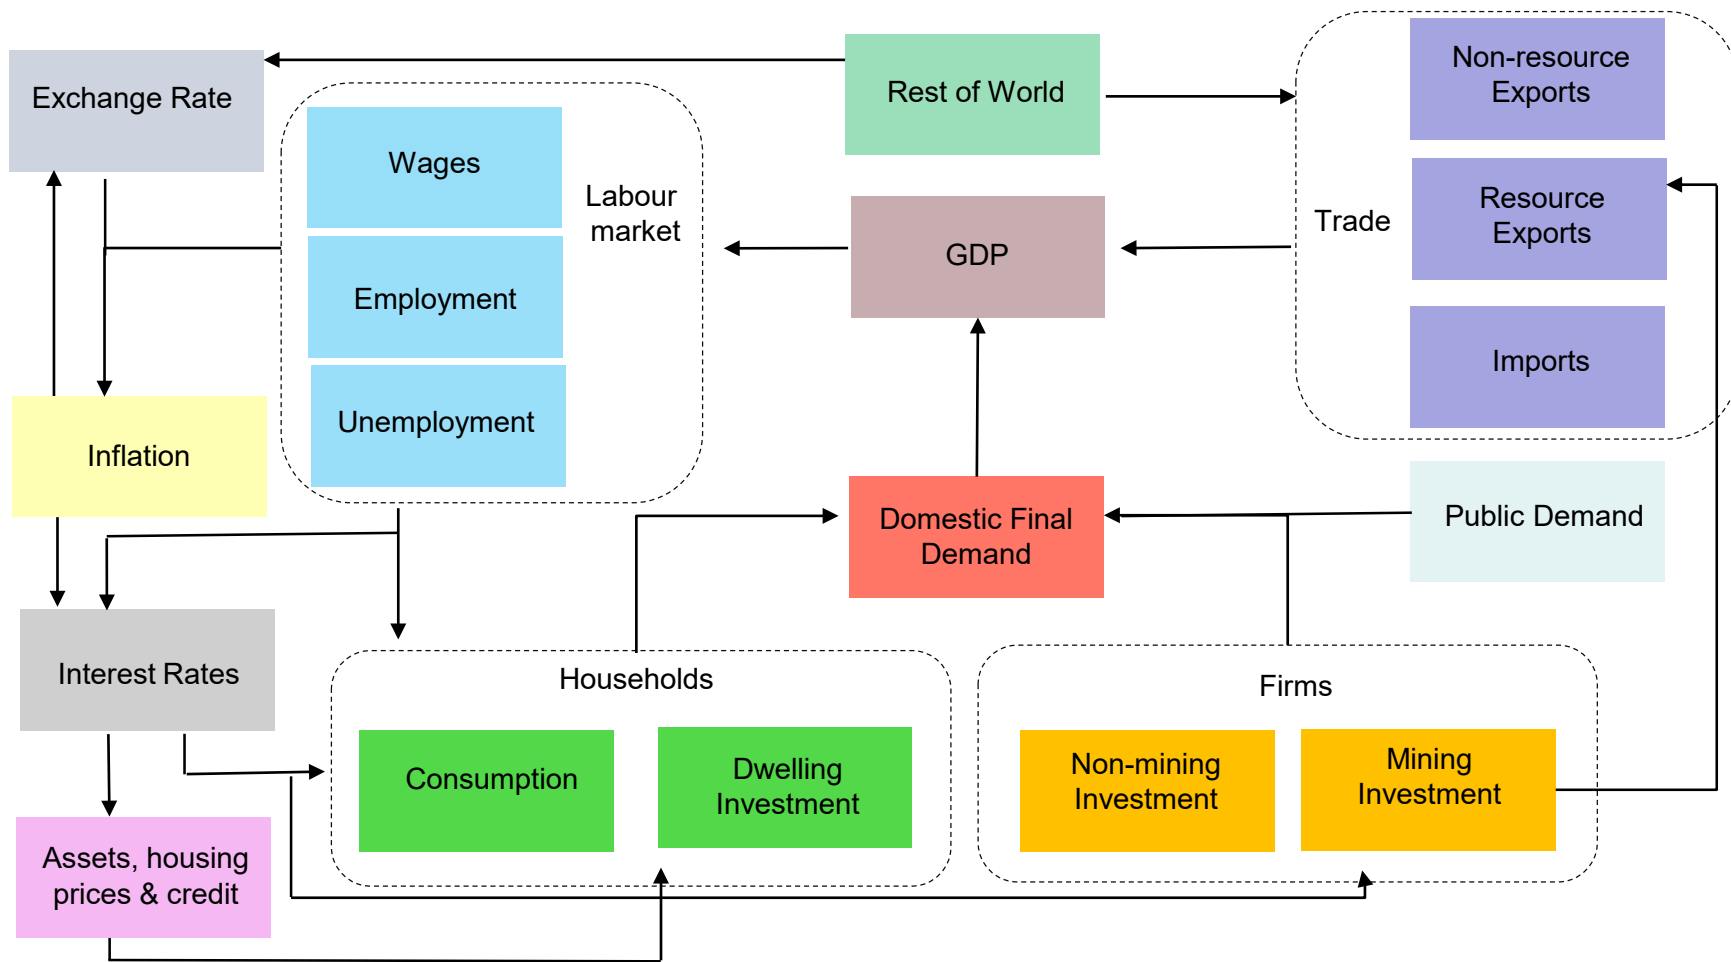 Non-resource
Exports
Rest of World
Exchange Rate
Wages
Labour
market
Resource
Exports
Trade
GDP
Employment
Imports
Unemployment
Inflation
Domestic Final
Demand
Public Demand
Interest Rates
Households
Firms
Consumption
Dwelling
Investment
Non-mining
Investment
Mining
Investment
Assets, housing
prices & credit